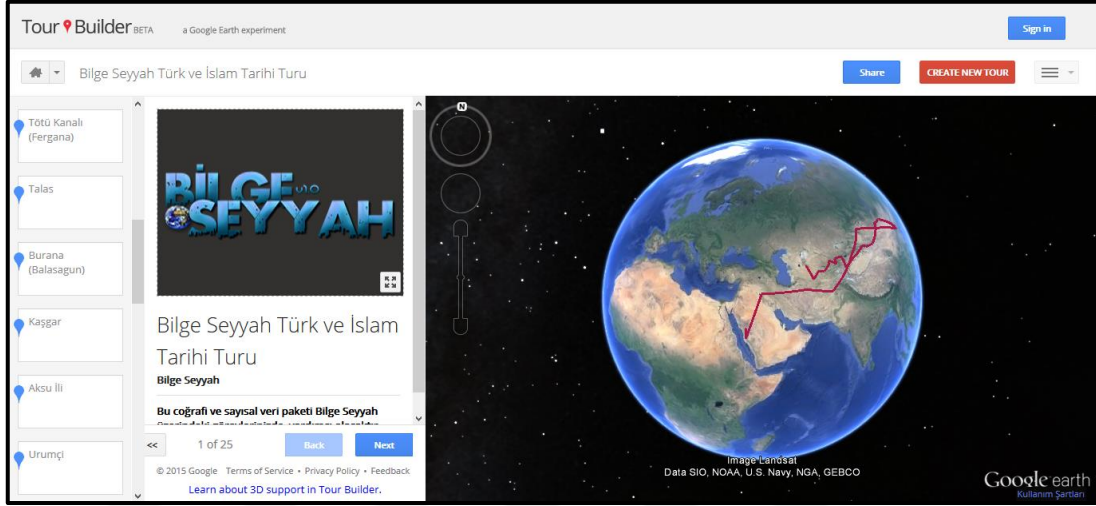 Tour Builder BETA a Google Earth experiment
Sign in
Bilge Seyyah Türk ve İslam Tarihi Turu
Share
CREATE NEW TOUR
Tötü Kanalı
(Fergana)
Talas
Burana
(Balasagun)
Kaşgar
Aksu İli
Urumçi
BİLGE
SEYYAH
Bilge Seyyah Türk ve İslam
Tarihi Turu
Bilge Seyyah
Bu coğrafi ve sayısal veri paketi Bilge Seyyah
<< 1 of 25 Back Next
© 2015 Google Terms of Service • Privacy Policy • Feedback
Learn about 3D support in Tour Builder.
N
Image Landsat
Data SIO, NOAA, U.S. Navy, NGA, GEBCO
Google earth
Kullanım Şartları